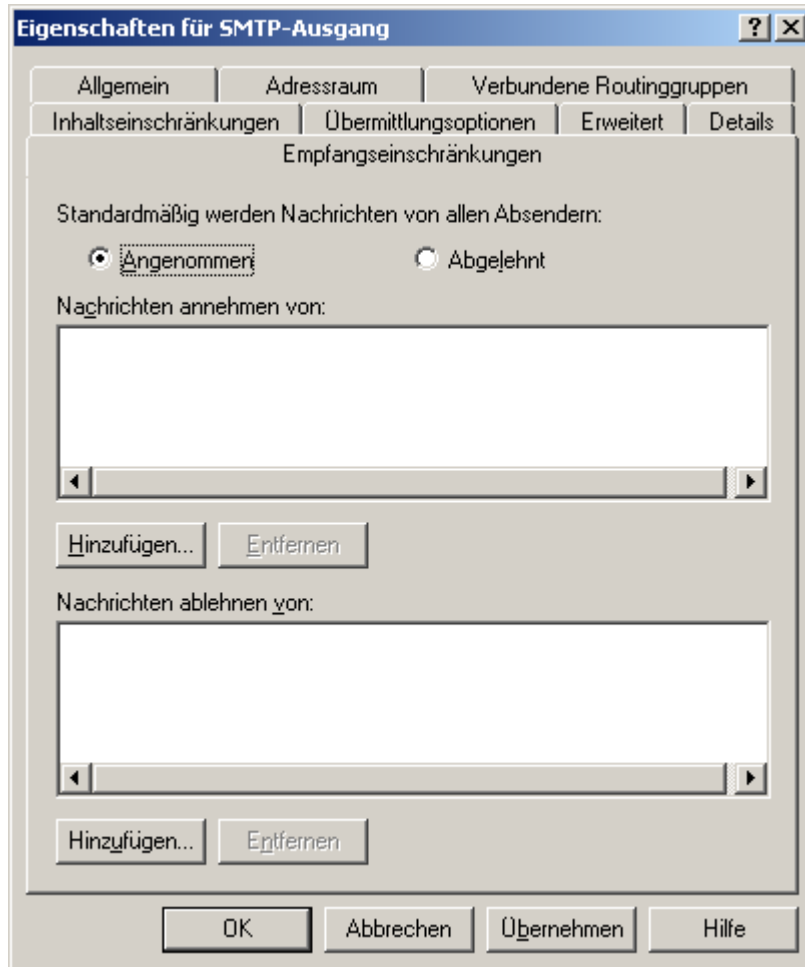 Eigenschaften für SMTP-Ausgang
Allgemein Adressraum Verbundene Routinggruppen
Inhaltseinschränkungen Übermittlungsoptionen Erweitert Details
Empfangseinschränkungen
Standardmäßig werden Nachrichten von allen Absendern:
Angenommen Abgelehnt
Nachrichten annehmen von:
Hinzufügen... Entfernen
Nachrichten ablehnen von:
Hinzufügen... Entfernen
OK Abbrechen Übernehmen Hilfe